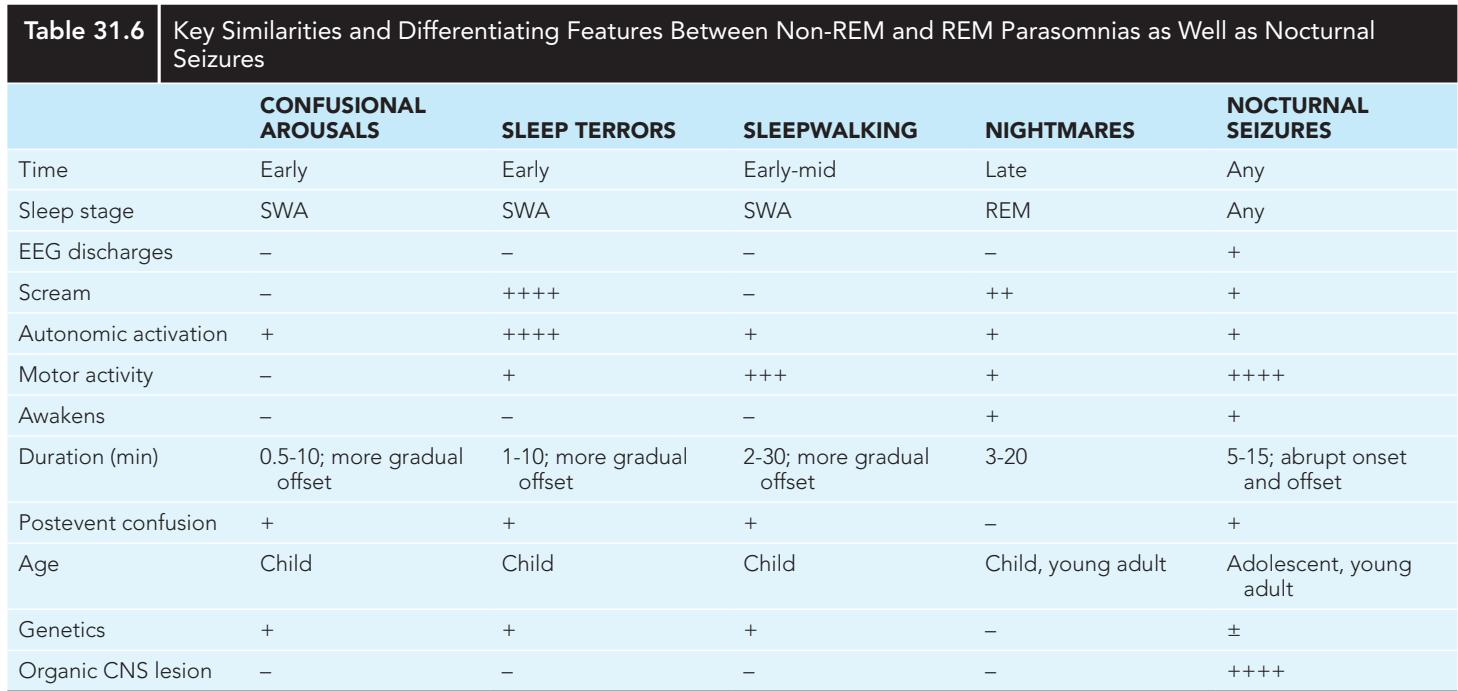 Table 31.6 Key Similarities and Differentiating Features Between Non-REM and REM Parasomnias as Well as Nocturnal
Seizures
CONFUSIONAL AROUSALS SLEEP TERRORS SLEEPWALKING NIGHTMARES NOCTURNAL SEIZURES
Time Early Early Early-mid Late Any
Sleep stage SWA SWA SWA REM Any
EEG discharges – – – – +
Scream – ++++ – ++ +
Autonomic activation + ++++ + + +
Motor activity – + +++ + ++++
Awakens – – – + +
Duration (min) 0.5-10; more gradual offset 1-10; more gradual offset 2-30; more gradual offset 3-20 5-15; abrupt onset and offset
Postevent confusion + + + – +
Age Child Child Child Child, young adult Adolescent, young adult
Genetics + + + – ±
Organic CNS lesion – – – – ++++